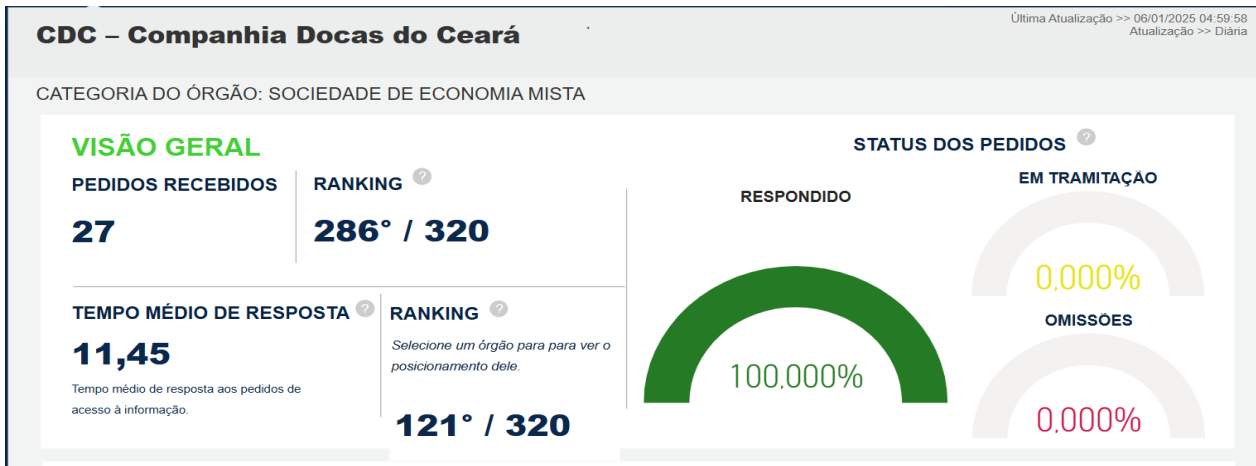 Última Atualização >> 06/01/2025 04:59:58
Atualização >> Diária
CDC – Companhia Docas do Ceará
CATEGORIA DO ÓRGÃO: SOCIEDADE DE ECONOMIA MISTA
VISÃO GERAL
PEDIDOS RECEBIDOS
27
RANKING ?
286° / 320
TEMPO MÉDIO DE RESPOSTA ?
11,45
Tempo médio de resposta aos pedidos de
acesso à informação.
RANKING ?
Selecione um órgão para para ver o
posicionamento dele.
121° / 320
STATUS DOS PEDIDOS ?
RESPONDIDO
100,000%
EM TRAMITAÇÃO
0,000%
OMISSÕES
0,000%